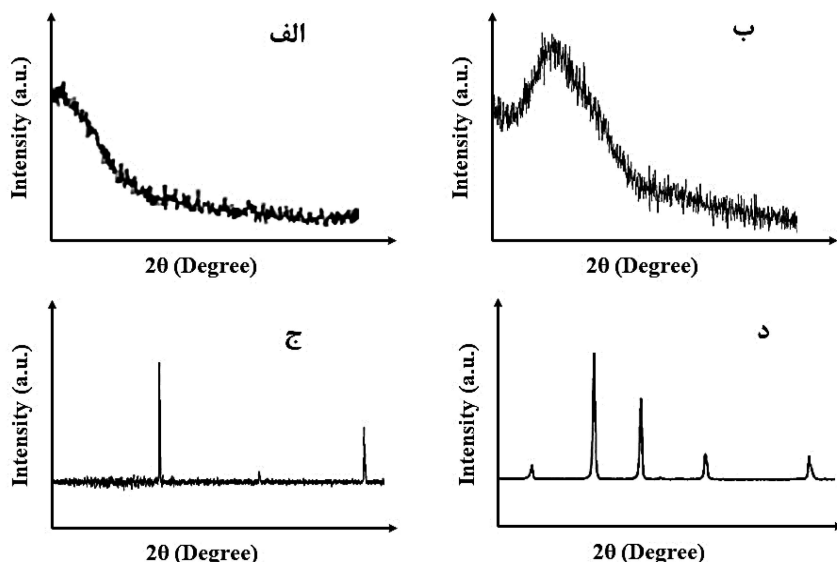 الف
Intensity (a.u.)
2θ (Degree)
ب
Intensity (a.u.)
2θ (Degree)
ج
Intensity (a.u.)
2θ (Degree)
د
Intensity (a.u.)
2θ (Degree)